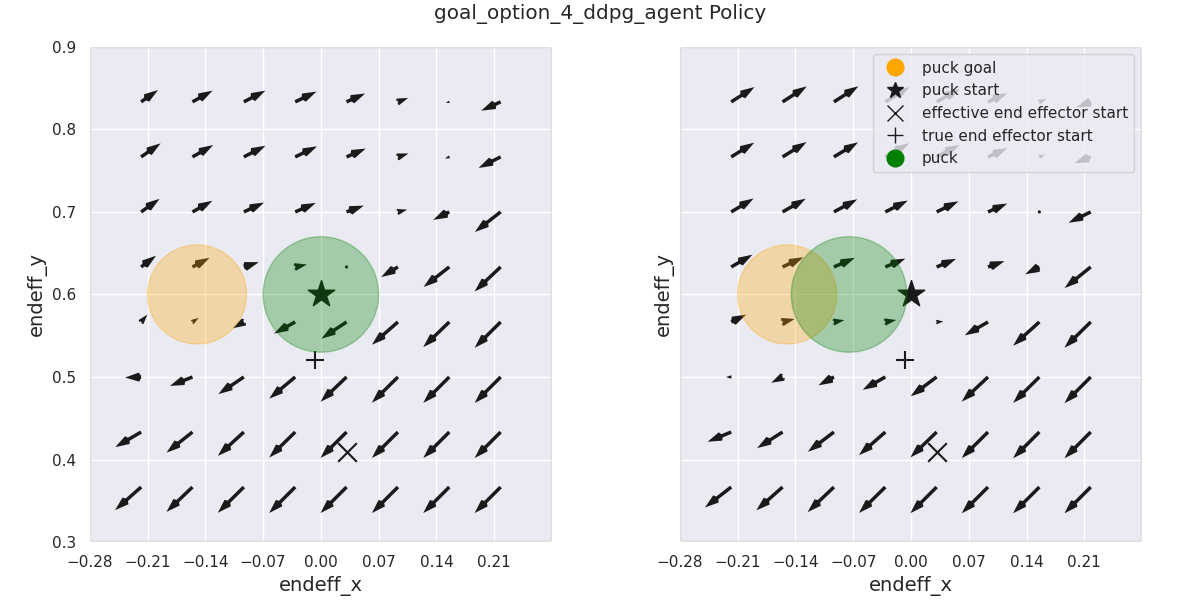 goal_option_4_ddpg_agent Policy
0.9
0.8
0.7
0.6
0.5
0.4
0.3
endeff_y
−0.28 −0.21 −0.14 −0.07 0.00 0.07 0.14 0.21
endeff_x
puck goal
puck start
effective end effector start
true end effector start
puck
endeff_y
−0.28 −0.21 −0.14 −0.07 0.00 0.07 0.14 0.21
endeff_x